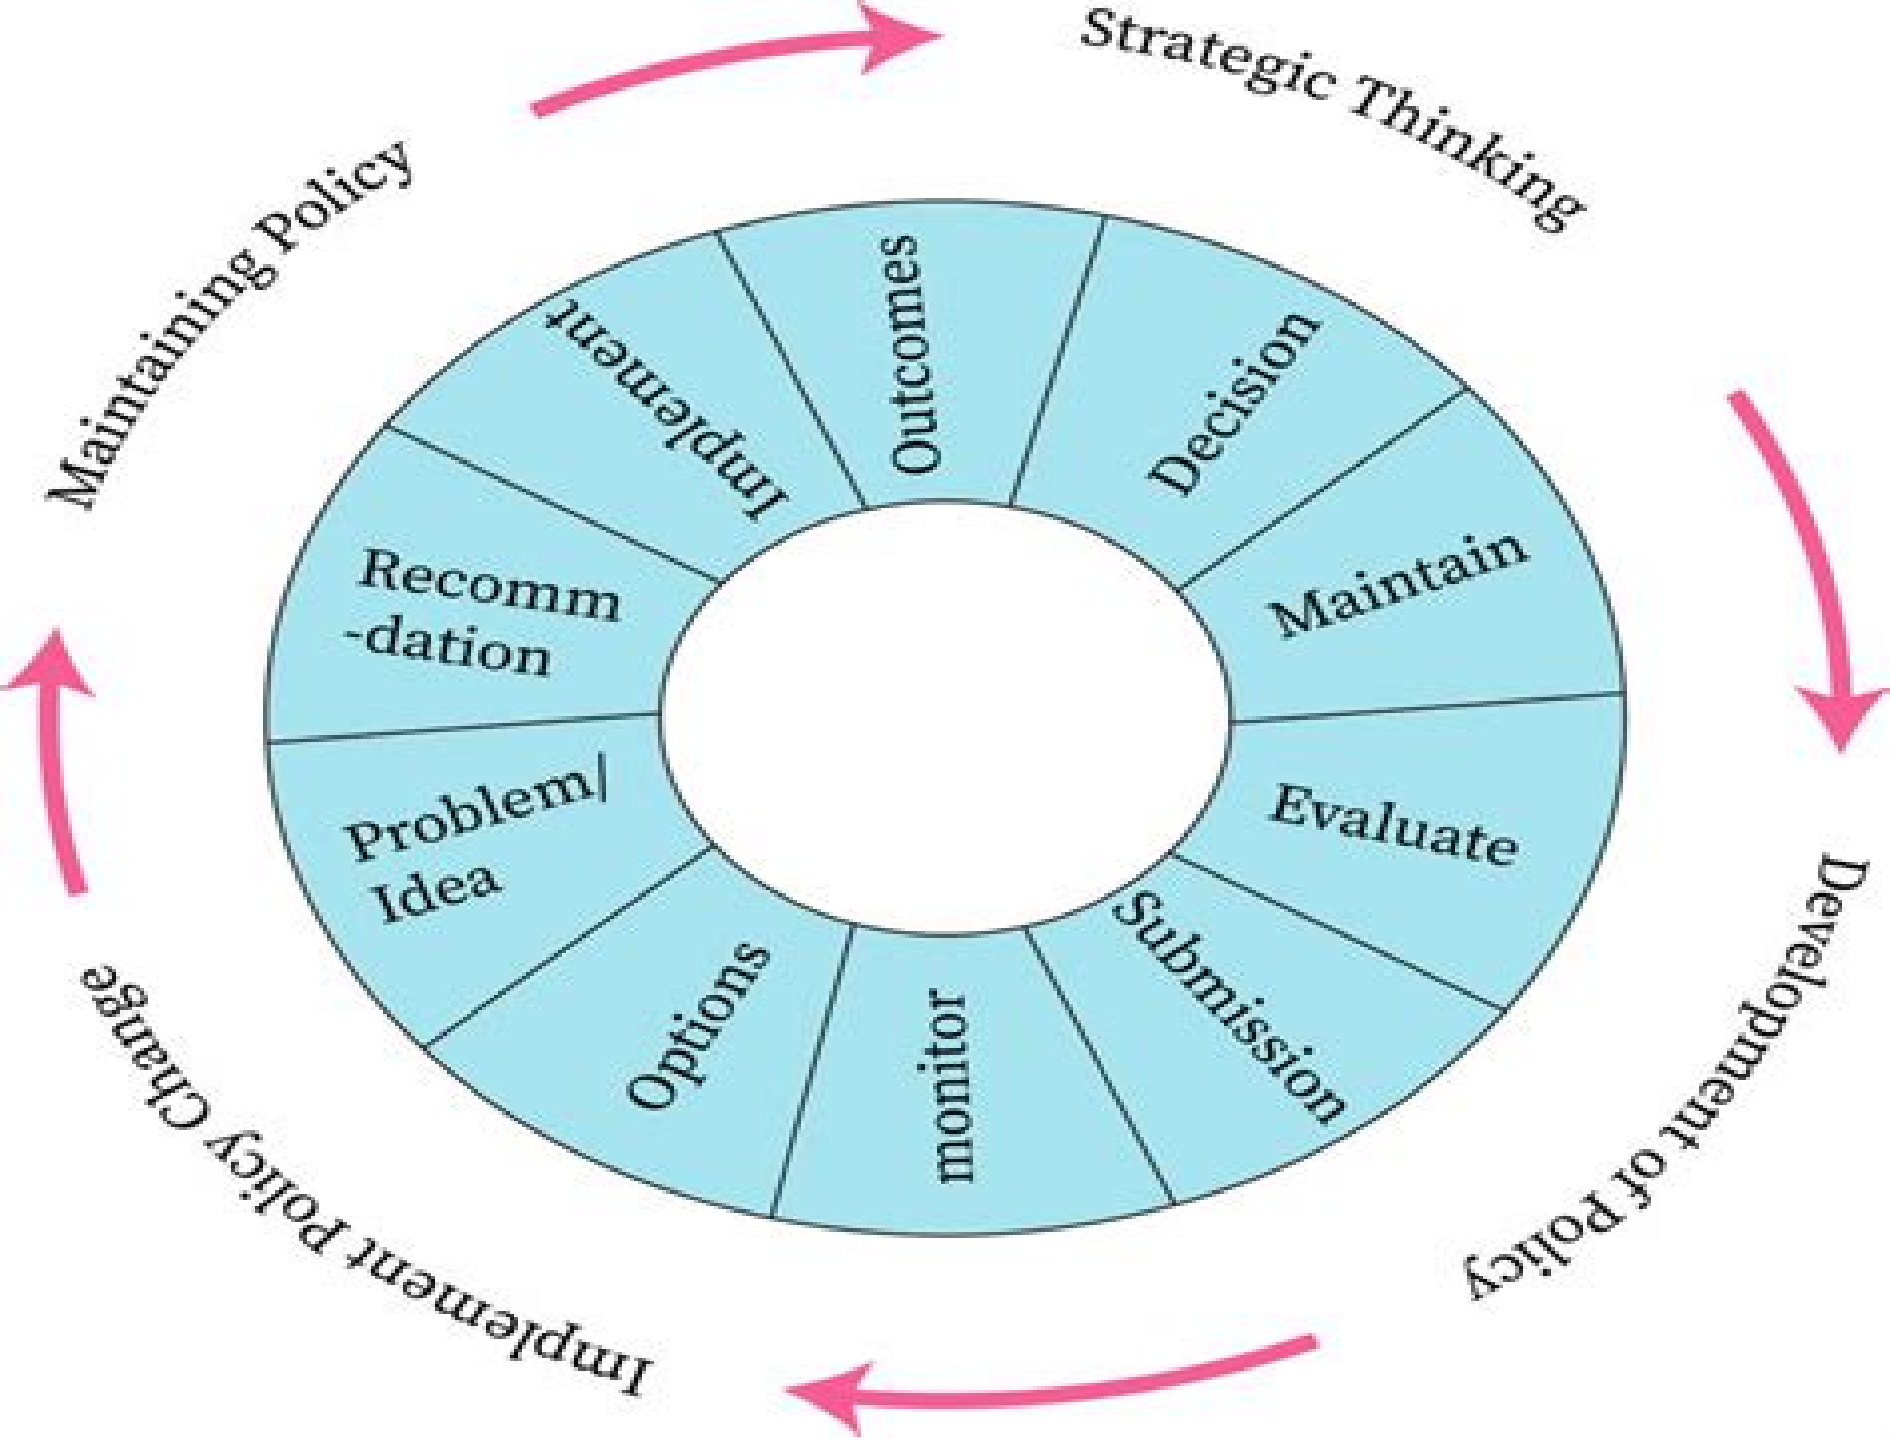 Strategic Thinking
Development of Policy
Implement Policy Change
Maintaining Policy
Outcomes
Decision
Maintain
Evaluate
Submission
monitor
Options
Problem/
Idea
Recomm
-dation
Implement